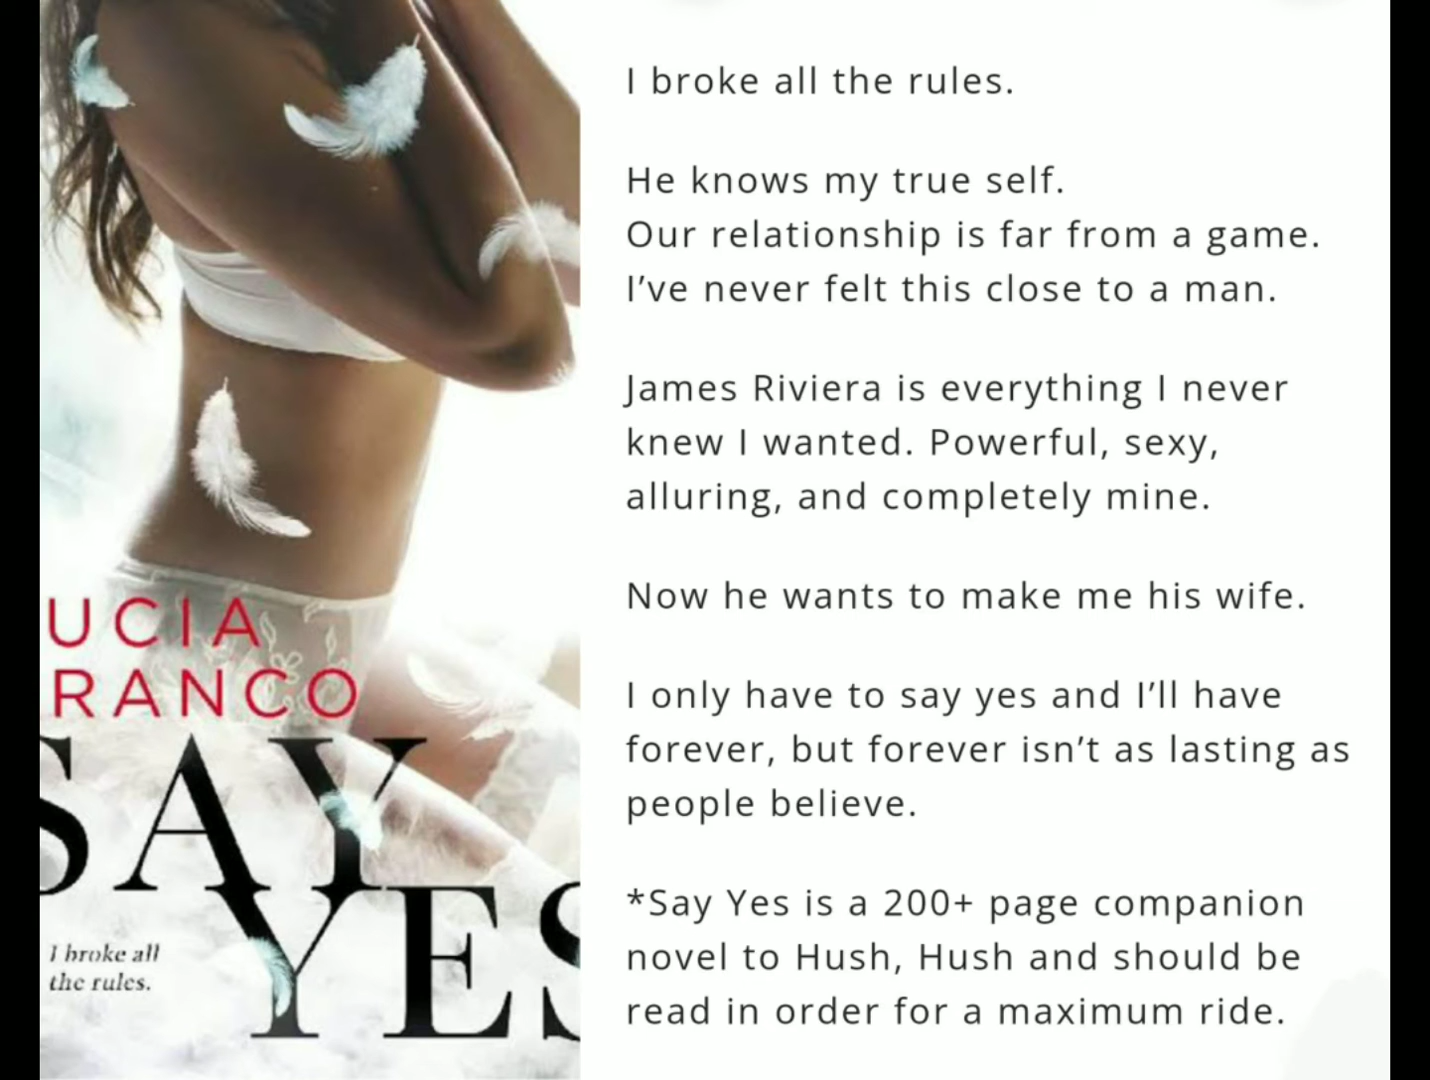 UCIA
RANCO
SAY
YES
I broke all
the rules.
I broke all the rules.
He knows my true self.
Our relationship is far from a game.
I’ve never felt this close to a man.
James Riviera is everything I never
knew I wanted. Powerful, sexy,
alluring, and completely mine.
Now he wants to make me his wife.
I only have to say yes and I’ll have
forever, but forever isn’t as lasting as
people believe.
*Say Yes is a 200+ page companion
novel to Hush, Hush and should be
read in order for a maximum ride.